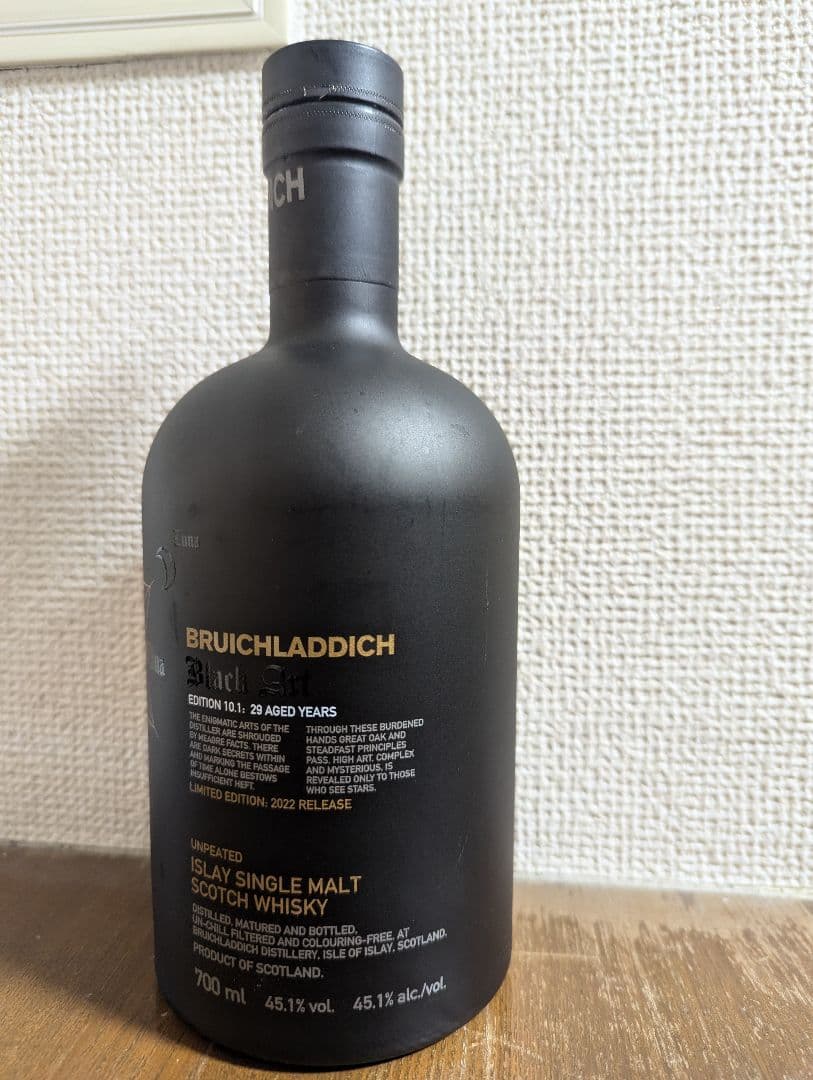 CH
Luna
BRUICHLADDICH
Black Art
EDITION 10.1: 29 AGED YEARS
THE ENIGMATIC ARTS OF THE
DISTILLER ARE SHROUDED
BY MEAGRE FACTS. THERE
ARE DARK SECRETS WITHIN
AND MARKING THE PASSAGE
OF TIME ALONE BESTOWS
INSUFFICIENT HEFT.
THROUGH THESE BURDENED
HANDS GREAT OAK AND
STEADFAST PRINCIPLES
PASS. HIGH ART, COMPLEX
AND MYSTERIOUS, IS
REVEALED ONLY TO THOSE
WHO SEE STARS.
LIMITED EDITION: 2022 RELEASE
UNPEATED
ISLAY SINGLE MALT
SCOTCH WHISKY
DISTILLED, MATURED AND BOTTLED,
UN-CHILL FILTERED AND COLOURING-FREE, AT
BRUICHLADDICH DISTILLERY, ISLE OF ISLAY, SCOTLAND.
PRODUCT OF SCOTLAND.
700 ml 45.1% vol. 45.1% alc./vol.